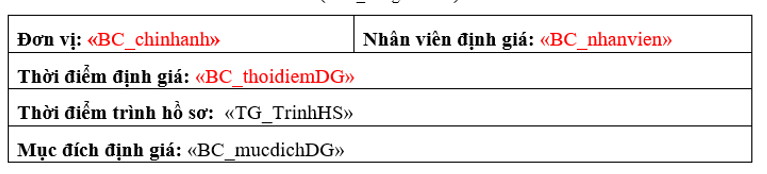 Đơn vị: «BC_chinhanh» Nhân viên định giá: «BC_nhanvien»
Thời điểm định giá: «BC_thoidiemDG»
Thời điểm trình hồ sơ: «TG_TrinhHS»
Mục đích định giá: «BC_mucdichDG»